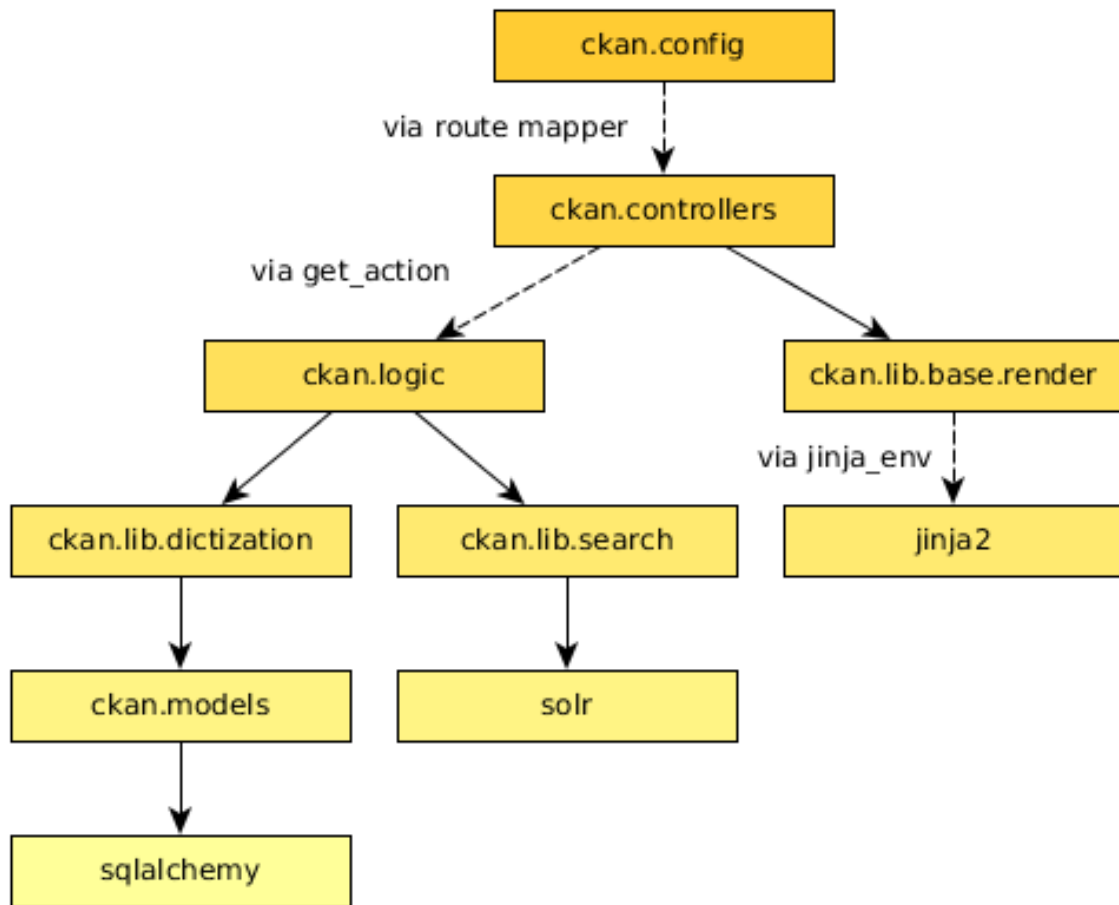 ckan.config
via route mapper
ckan.controllers
via get_action
ckan.logic
ckan.lib.base.render
via jinja_env
ckan.lib.dictization
ckan.lib.search
jinja2
ckan.models
solr
sqlalchemy